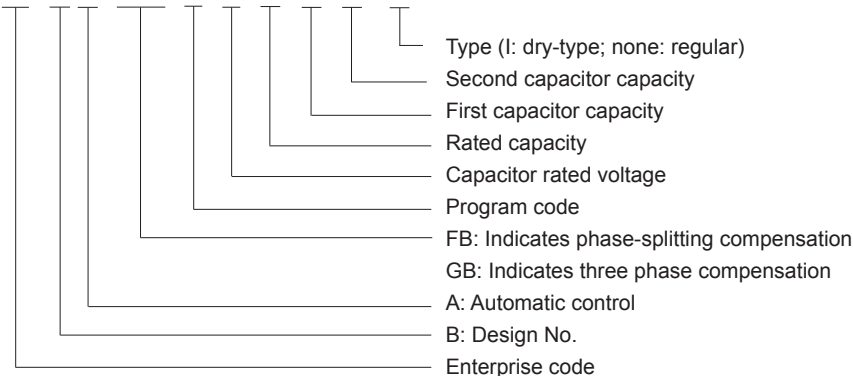 Type (I: dry-type; none: regular)
Second capacitor capacity
First capacitor capacity
Rated capacity
Capacitor rated voltage
Program code
FB: Indicates phase-splitting compensation
GB: Indicates three phase compensation
A: Automatic control
B: Design No.
Enterprise code